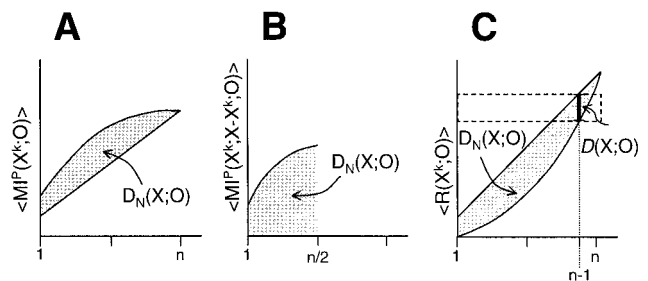 A
<MI^P(X^k;O)>
D_N(X;O)
1
n
B
<MI^P(X^k;X-X^k;O)>
D_N(X;O)
1
n/2
C
<R(X^k;O)>
D_N(X;O)
D(X;O)
1
n
n-1